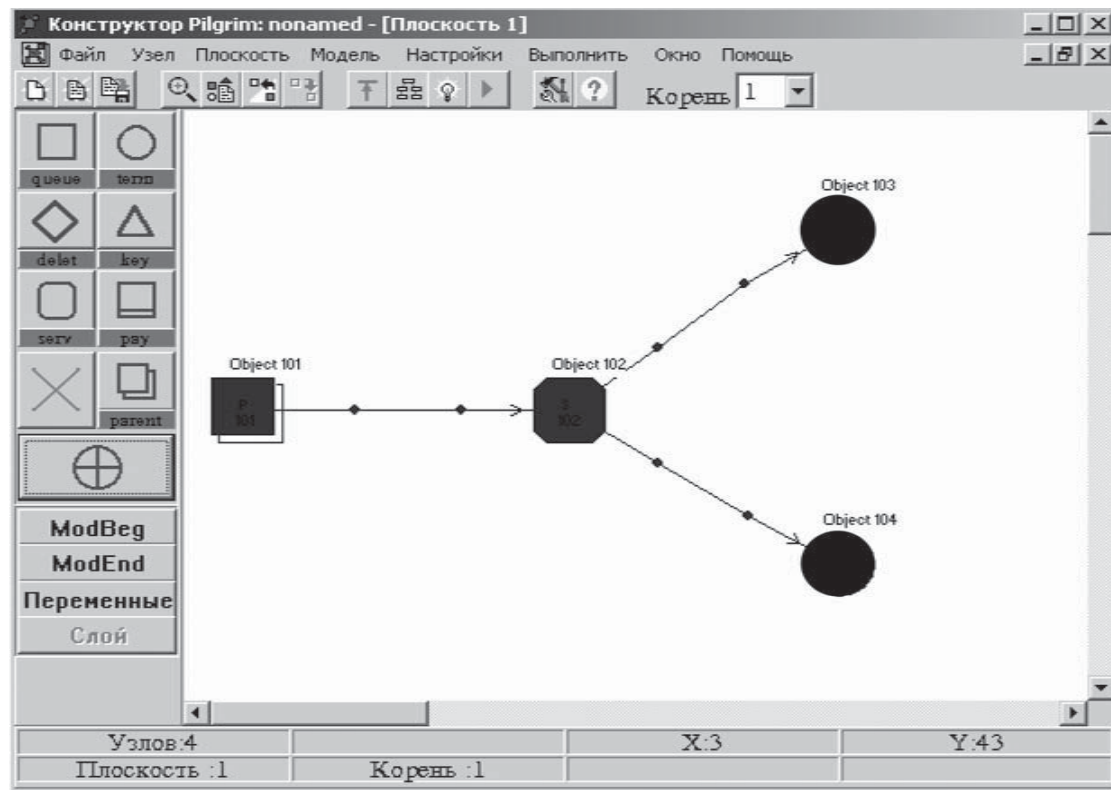 Конструктор Pilgrim: nonamed - [Плоскость 1]
Файл Узел Плоскость Модель Настройки Выполнить Окно Помощь
Корень 1
queue term
delet key
serv pay
parent
ModBeg
ModEnd
Переменные
Слой
Object 103
Object 101
P
101
Object 102
S
102
Object 104
Узлов:4 X:3 Y:43
Плоскость :1 Корень :1